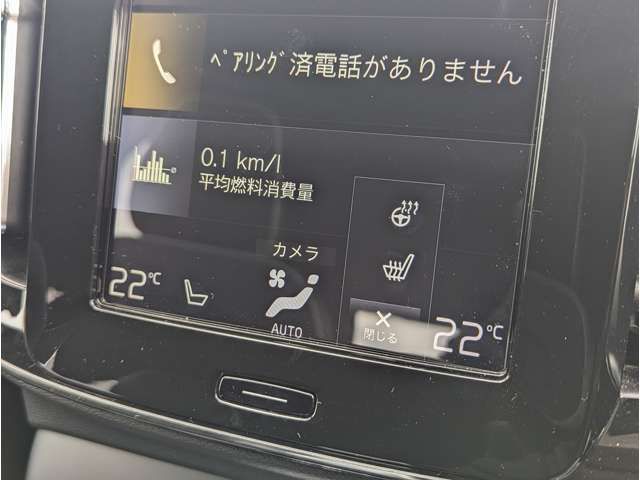 ﾍﾟｱﾘﾝｸﾞ済電話がありません
0.1 km/l
平均燃料消費量
カメラ
22°C
AUTO
×
閉じる
22°C